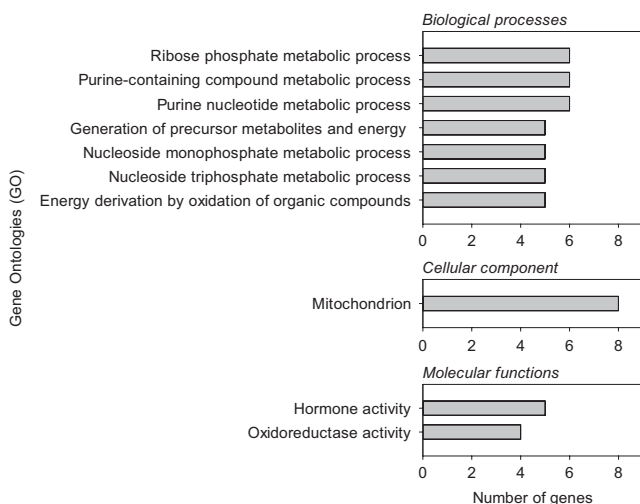 Biological processes
Ribose phosphate metabolic process
Purine-containing compound metabolic process
Purine nucleotide metabolic process
Generation of precursor metabolites and energy
Nucleoside monophosphate metabolic process
Nucleoside triphosphate metabolic process
Energy derivation by oxidation of organic compounds
0 2 4 6 8
Cellular component
Mitochondrion
0 2 4 6 8
Molecular functions
Hormone activity
Oxidoreductase activity
0 2 4 6 8
Number of genes
Gene Ontologies (GO)